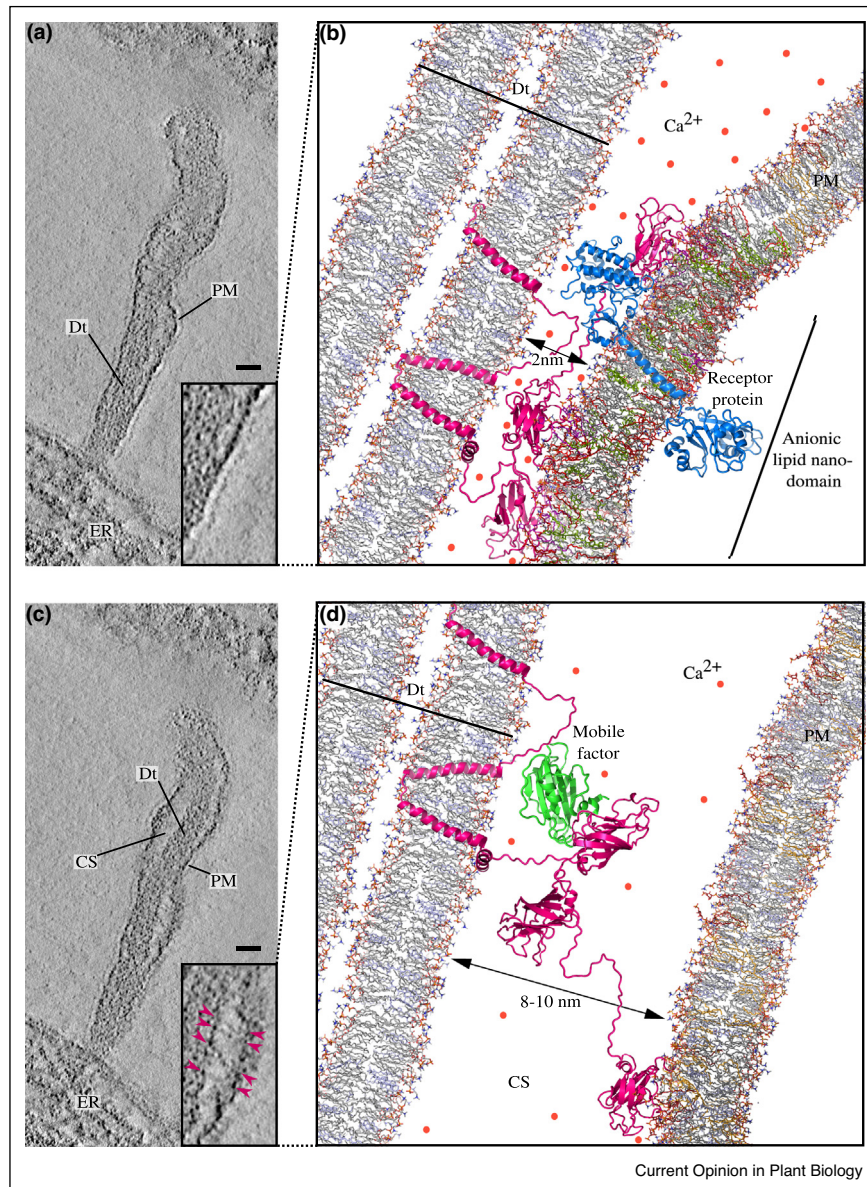 (a)
PM
Dt
ER
(b)
Dt
Ca2+
PM
2nm
Receptor
protein
Anionic
lipid nano-
domain
(c)
Dt
CS
PM
ER
(d)
Dt
Ca2+
Mobile
factor
PM
8-10 nm
CS
Current Opinion in Plant Biology